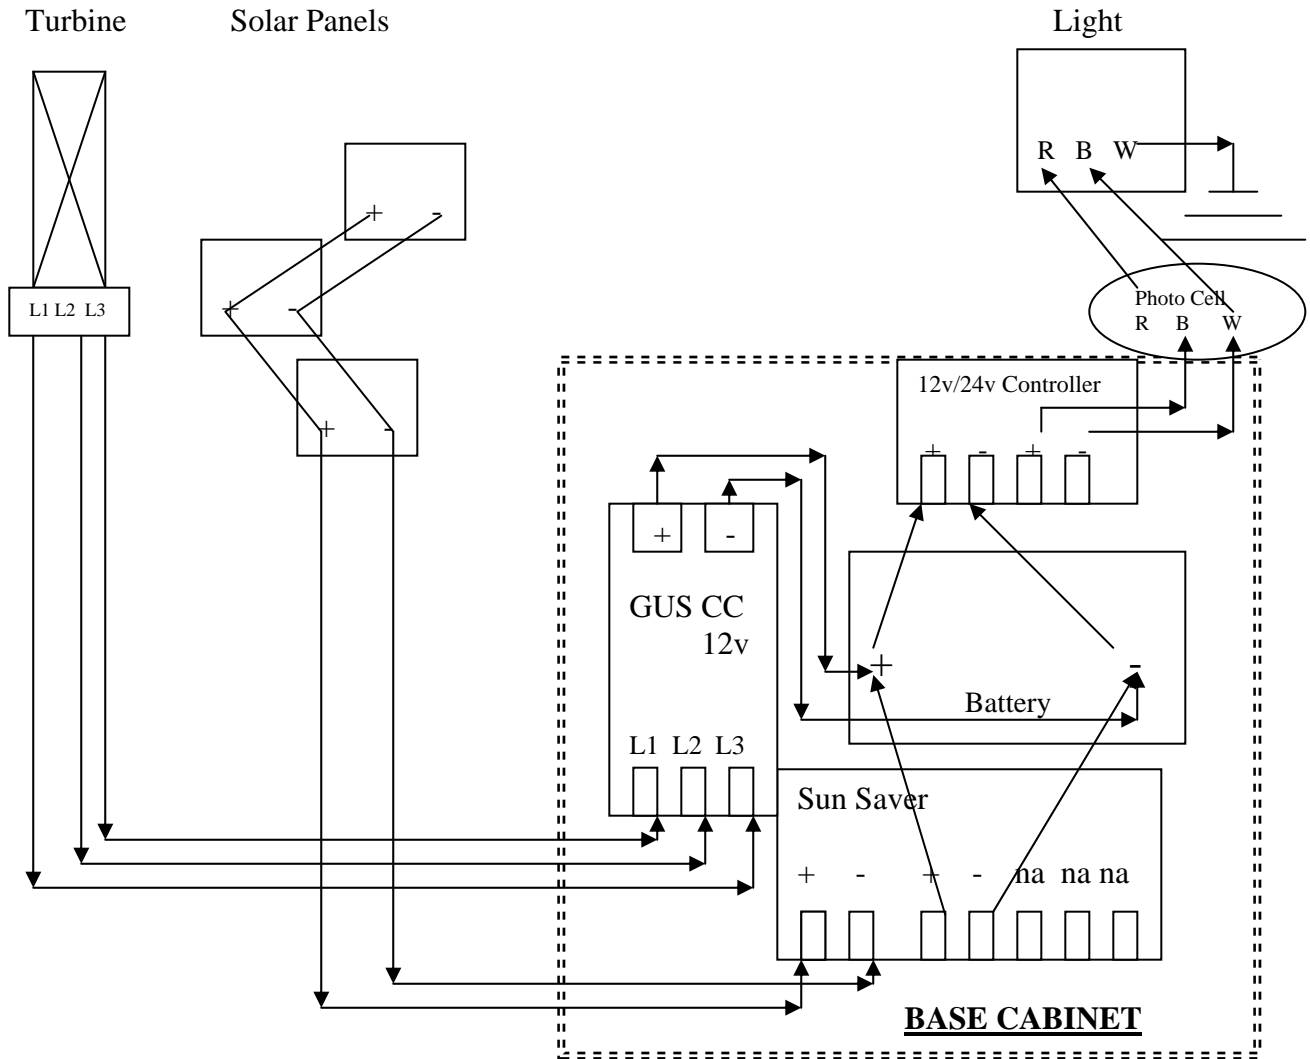 Turbine Solar Panels Light
R B W
+ -
+ -
L1 L2 L3
Photo Cell
R B W
12v/24v Controller
+ -
+ - + -
+ -
GUS CC
12v
+ -
Battery
L1 L2 L3
Sun Saver
+ - + - na na na
BASE CABINET